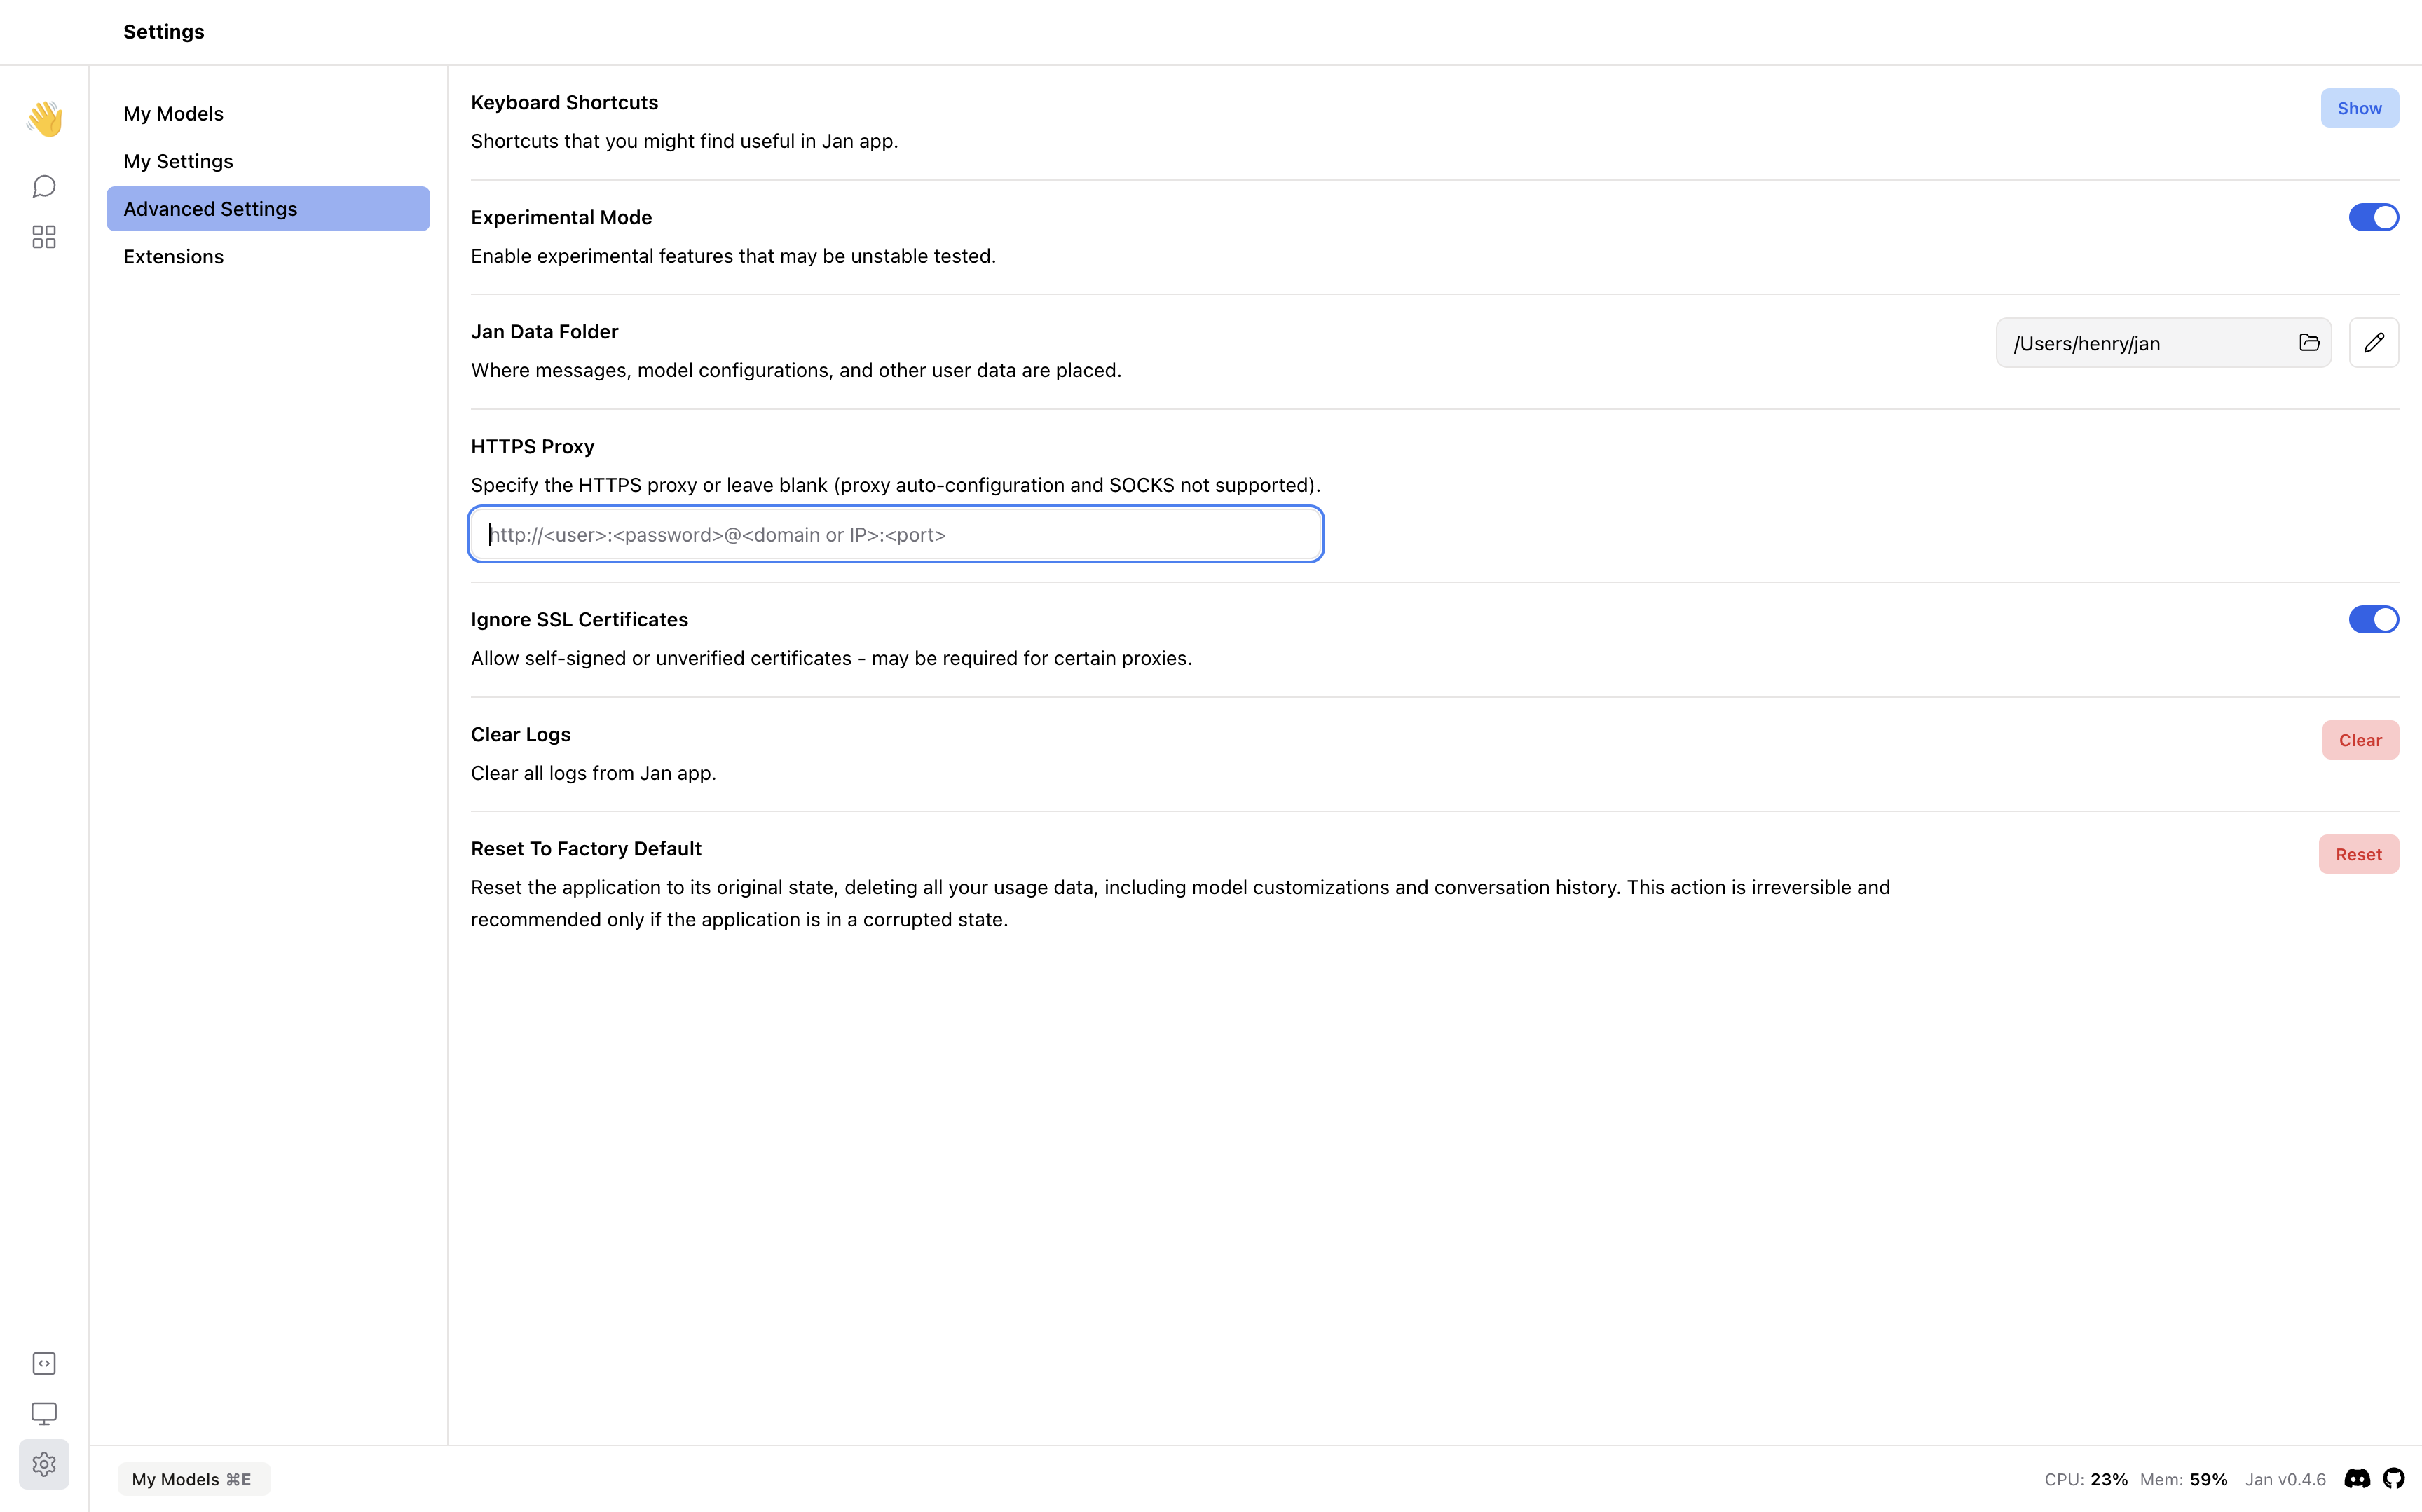 Settings
My Models
My Settings
Advanced Settings
Extensions
Keyboard Shortcuts
Show
Shortcuts that you might find useful in Jan app.
Experimental Mode
Enable experimental features that may be unstable tested.
Jan Data Folder
/Users/henry/jan
Where messages, model configurations, and other user data are placed.
HTTPS Proxy
Specify the HTTPS proxy or leave blank (proxy auto-configuration and SOCKS not supported).
http://<user>:<password>@<domain or IP>:<port>
Ignore SSL Certificates
Allow self-signed or unverified certificates - may be required for certain proxies.
Clear Logs
Clear
Clear all logs from Jan app.
Reset To Factory Default
Reset
Reset the application to its original state, deleting all your usage data, including model customizations and conversation history. This action is irreversible and
recommended only if the application is in a corrupted state.
My Models ⌘E
CPU: 23% Mem: 59% Jan v0.4.6